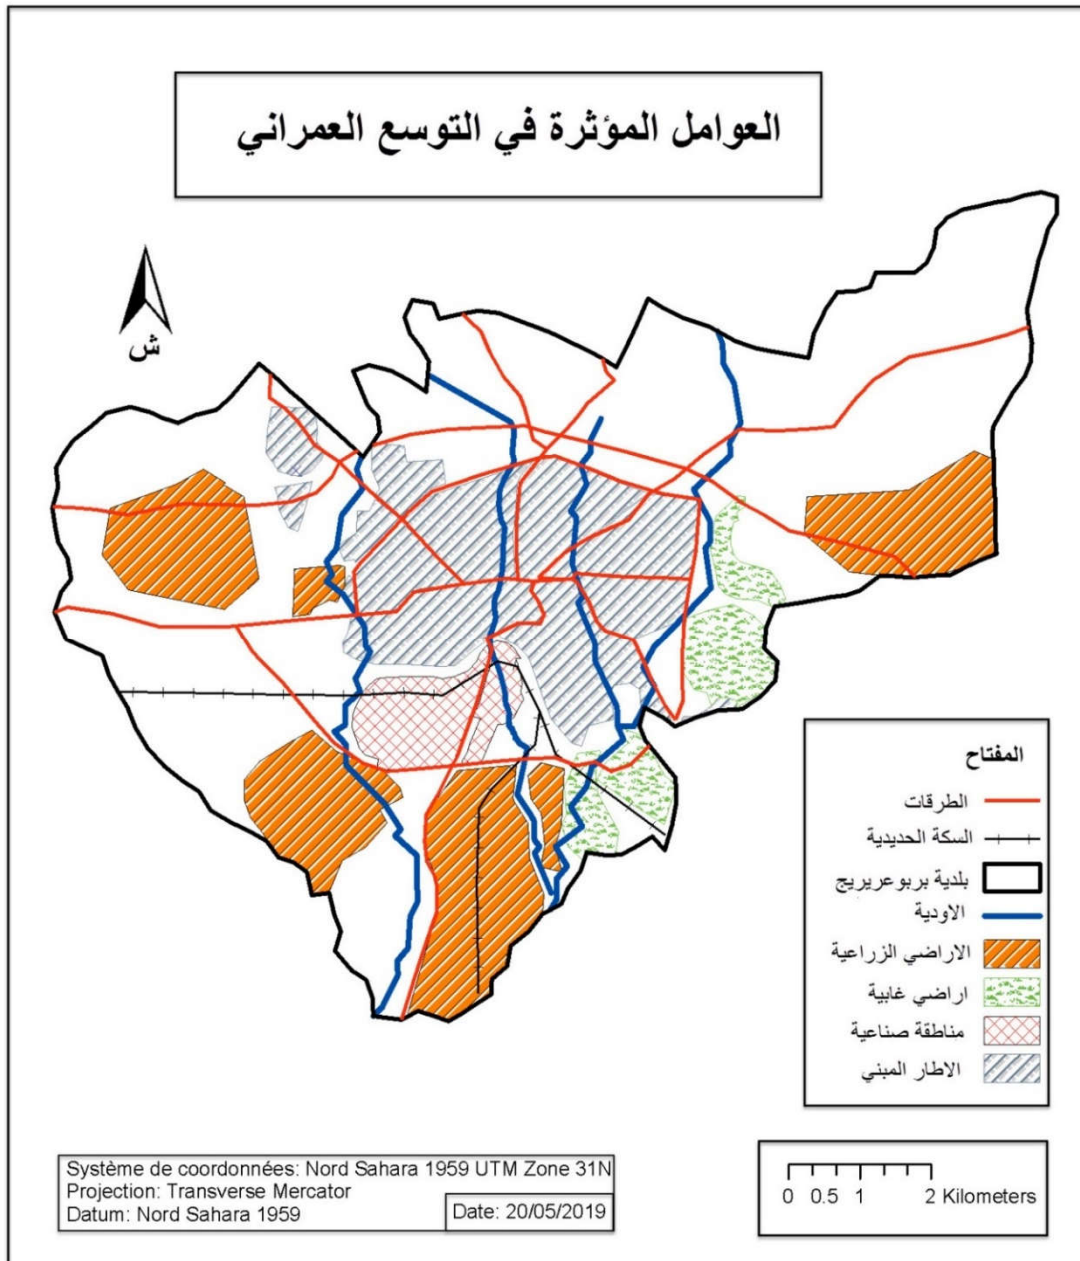 العوامل المؤثرة في التوسع العمراني
ش
المفتاح
الطرقات
السكة الحديدية
بلدية بربوعريريج
الاودية
الاراضي الزراعية
اراضي غابية
مناطقة صناعية
الاطار المبني
Système de coordonnées: Nord Sahara 1959 UTM Zone 31N
Projection: Transverse Mercator
Datum: Nord Sahara 1959
Date: 20/05/2019
0 0.5 1 2 Kilometers